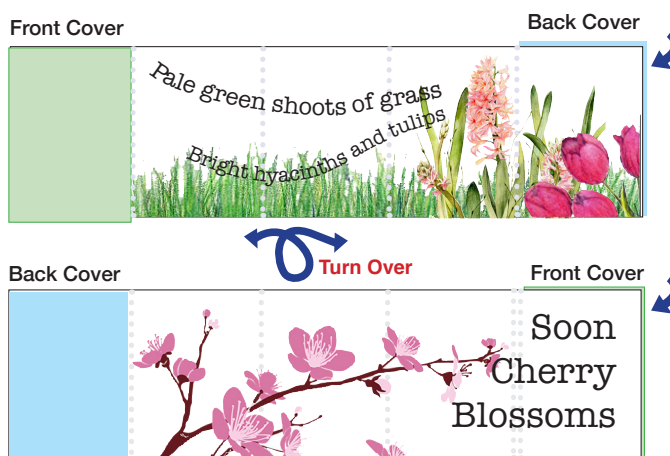 Front Cover
Back Cover
Pale green shoots of grass
Bright hyacinths and tulips
Turn Over
Back Cover
Front Cover
Soon
Cherry
Blossoms